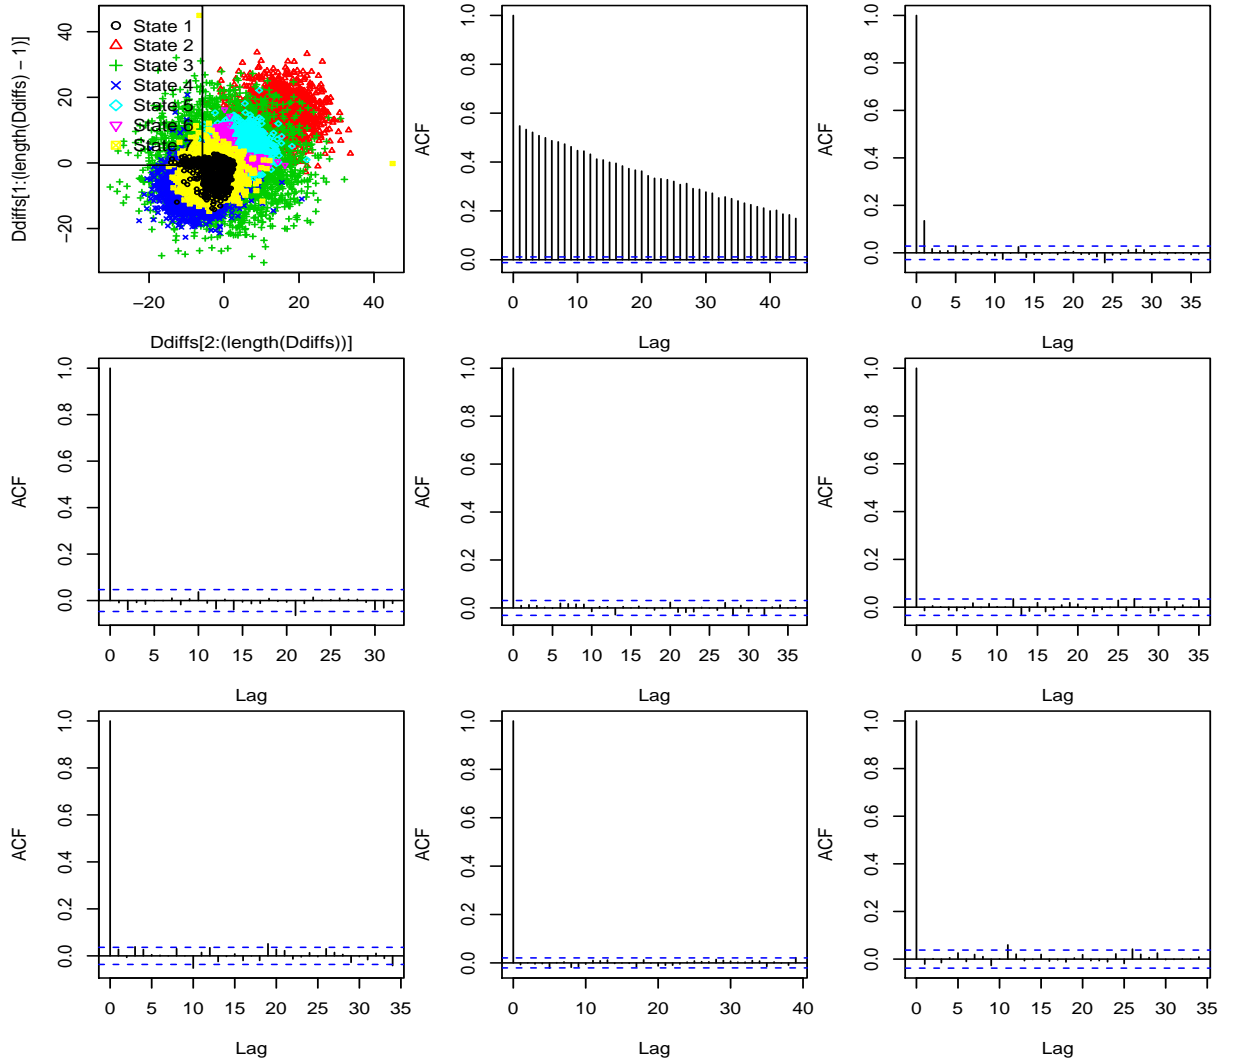 Ddiffs[1:(length(Ddiffs) − 1)]
40
20
0
−20
State 1
State 2
State 3
State 4
State 5
State 6
State 7
−20 0 20 40
Ddiffs[2:(length(Ddiffs))]
ACF
1.0
0.8
0.6
0.4
0.2
0.0
0 10 20 30 40
Lag
ACF
1.0
0.8
0.6
0.4
0.2
0.0
0 5 10 15 20 25 30 35
Lag
ACF
1.0
0.8
0.6
0.4
0.2
0.0
0 5 10 15 20 25 30
Lag
ACF
1.0
0.8
0.6
0.4
0.2
0.0
0 5 10 15 20 25 30 35
Lag
ACF
1.0
0.8
0.6
0.4
0.2
0.0
0 5 10 15 20 25 30 35
Lag
ACF
1.0
0.8
0.6
0.4
0.2
0.0
0 5 10 15 20 25 30 35
Lag
ACF
1.0
0.8
0.6
0.4
0.2
0.0
0 10 20 30 40
Lag
ACF
1.0
0.8
0.6
0.4
0.2
0.0
0 5 10 15 20 25 30 35
Lag